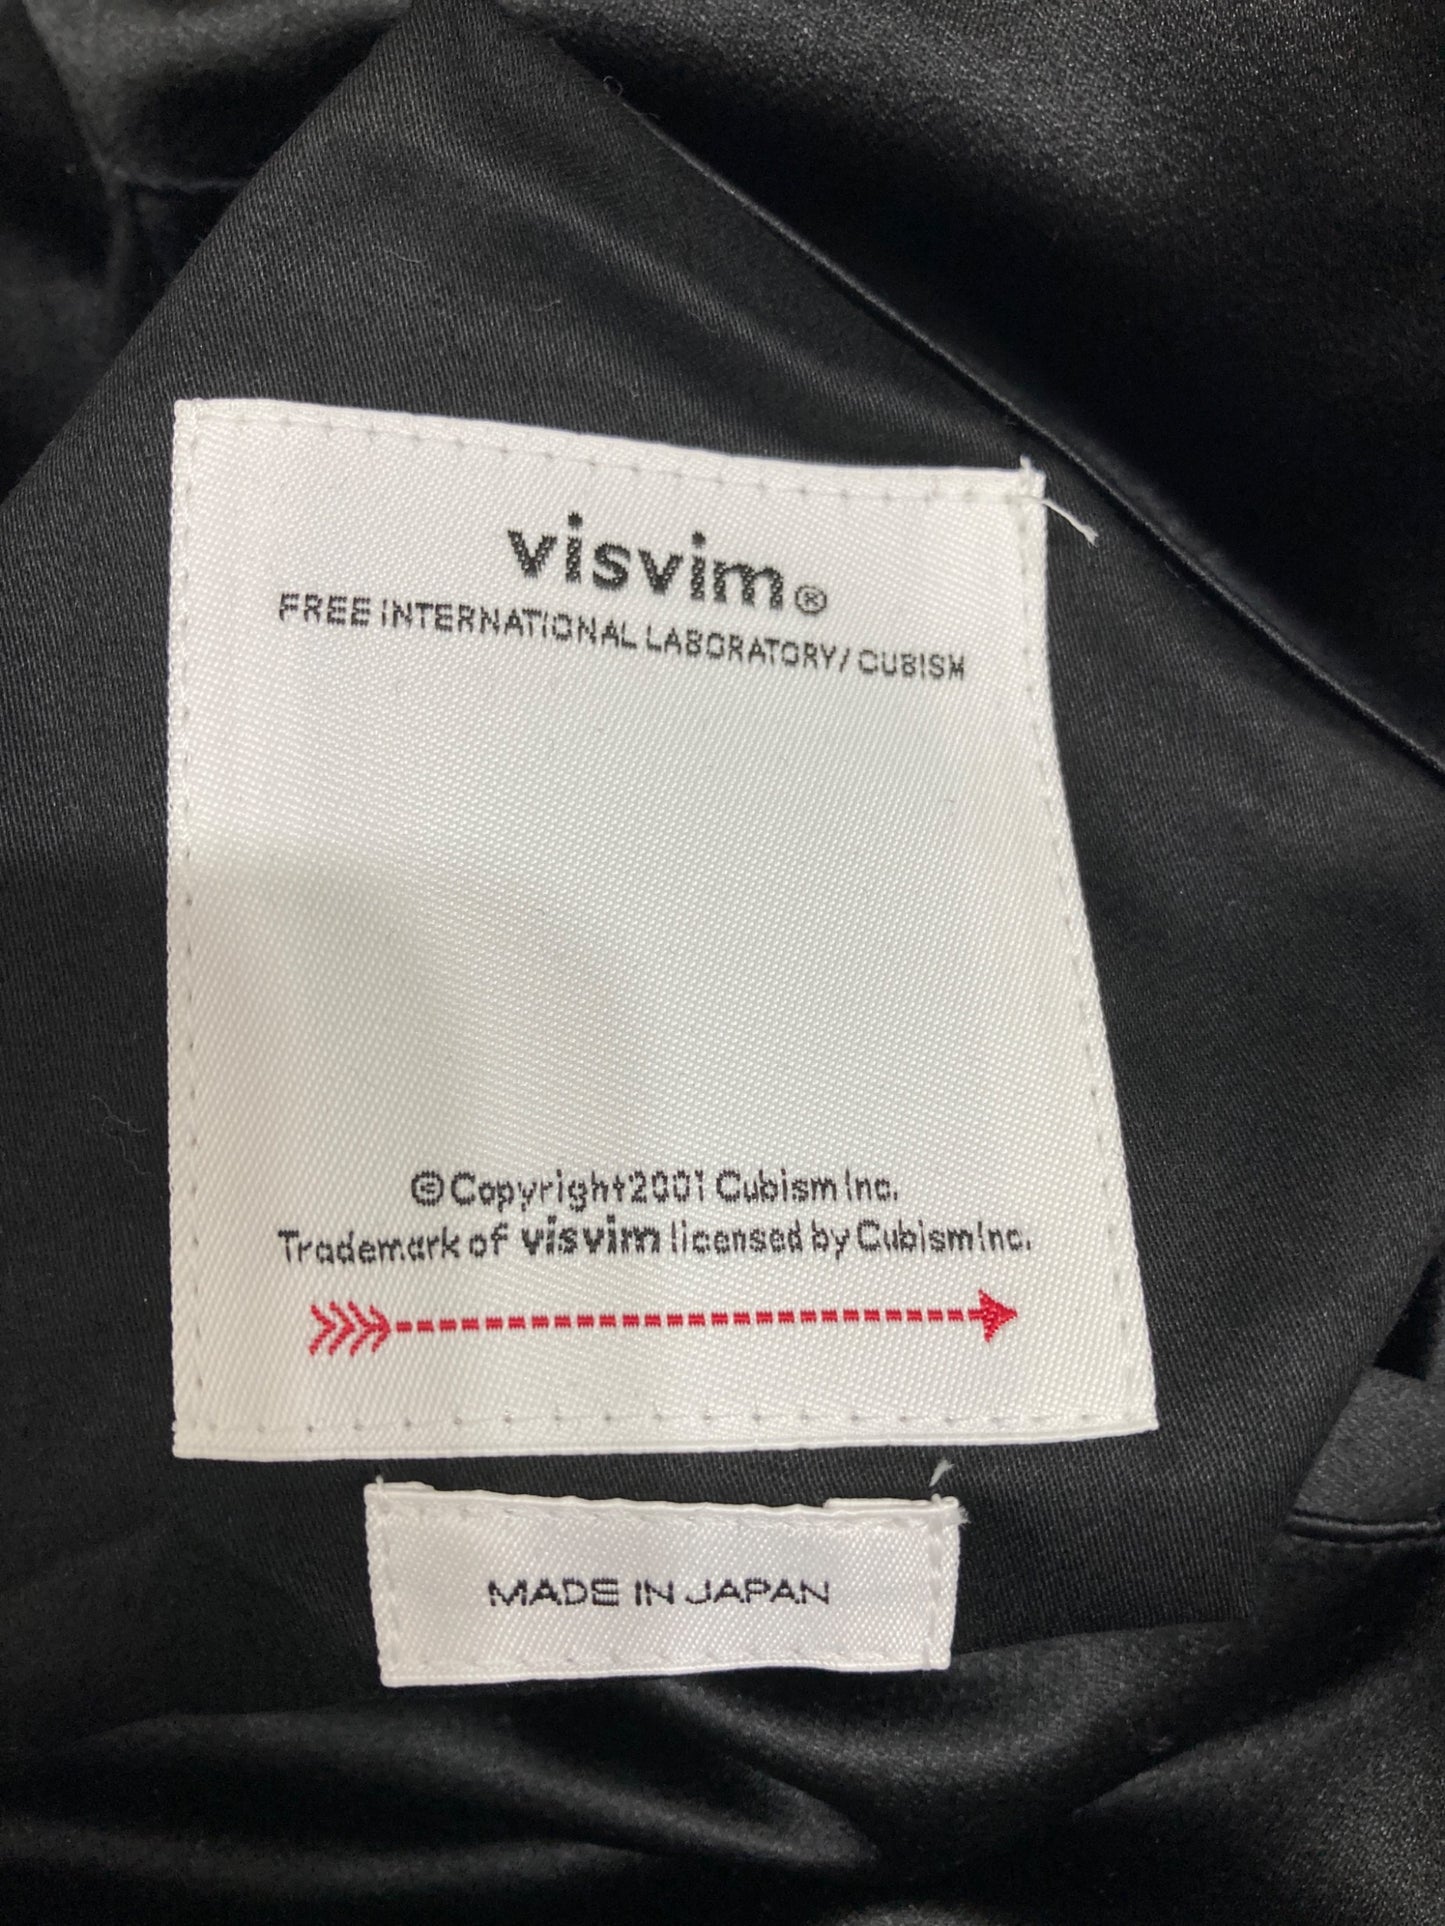 visvim®
FREE INTERNATIONAL LABORATORY/CUBISM
©Copyright2001 Cubism Inc.
Trademark of visvim licensed by Cubism Inc.
MADE IN JAPAN